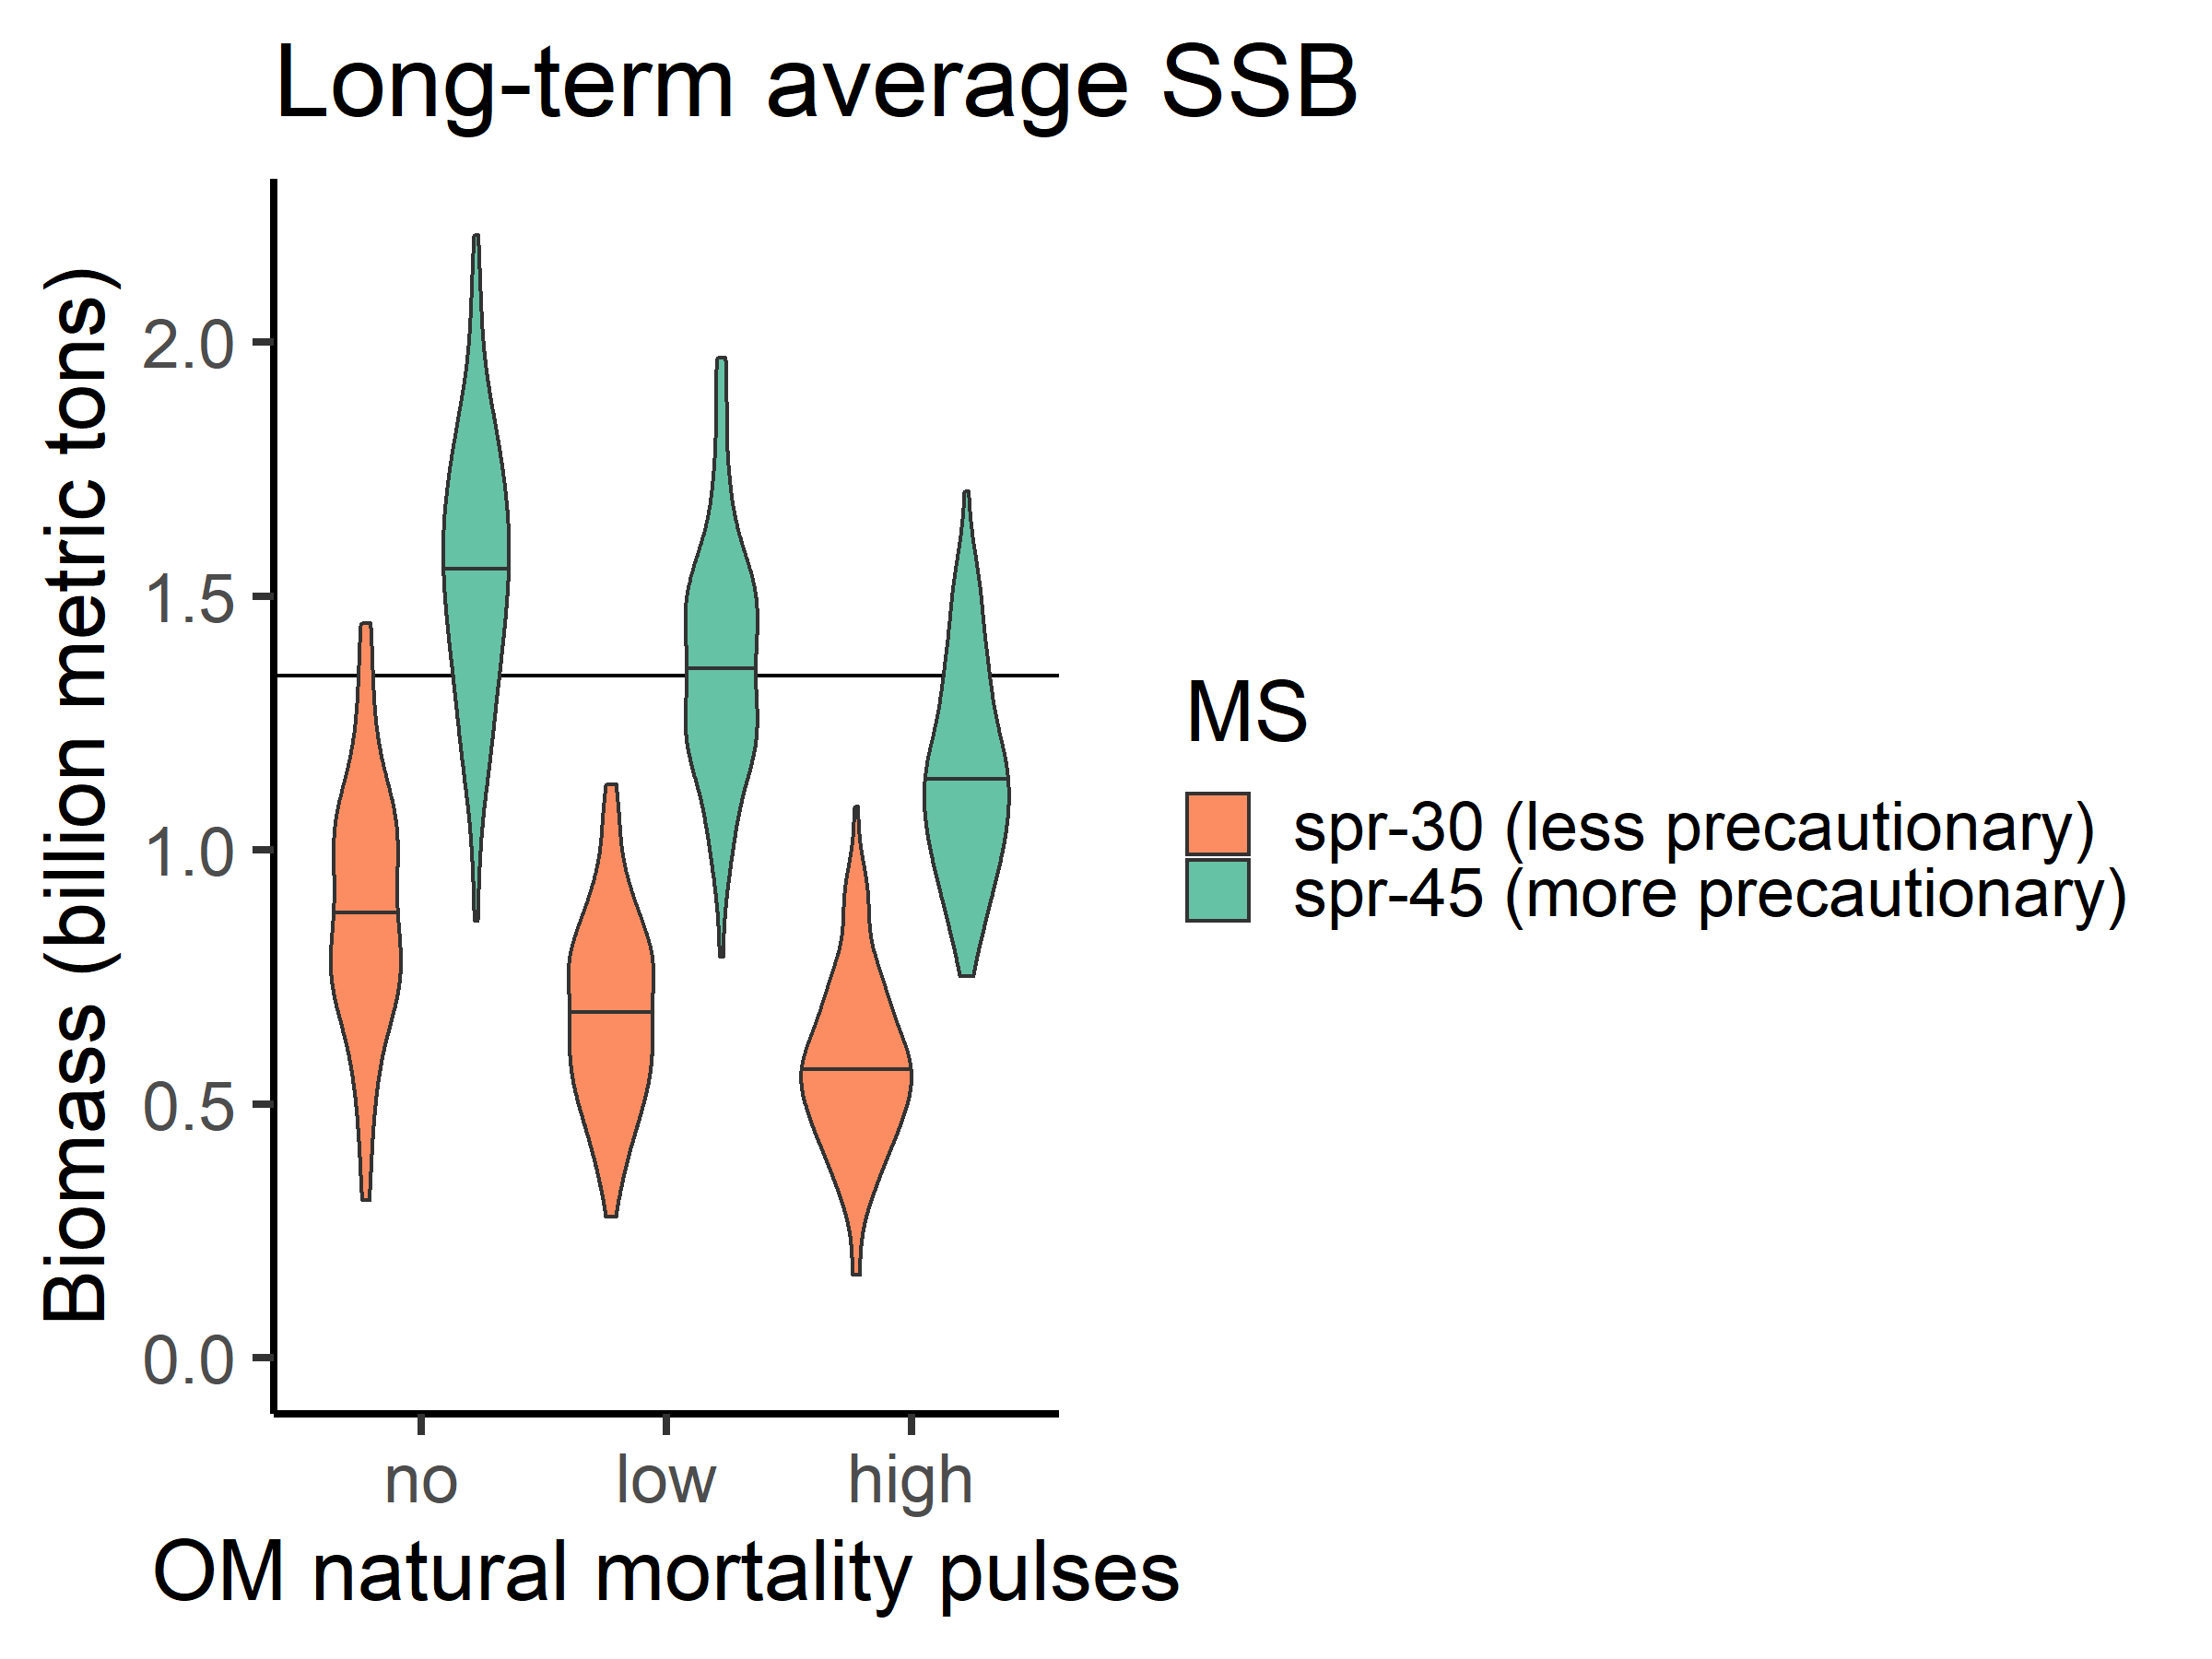 Long-term average SSB
Biomass (billion metric tons)
2.0
1.5
1.0
0.5
0.0
no low high
OM natural mortality pulses
MS
spr-30 (less precautionary)
spr-45 (more precautionary)